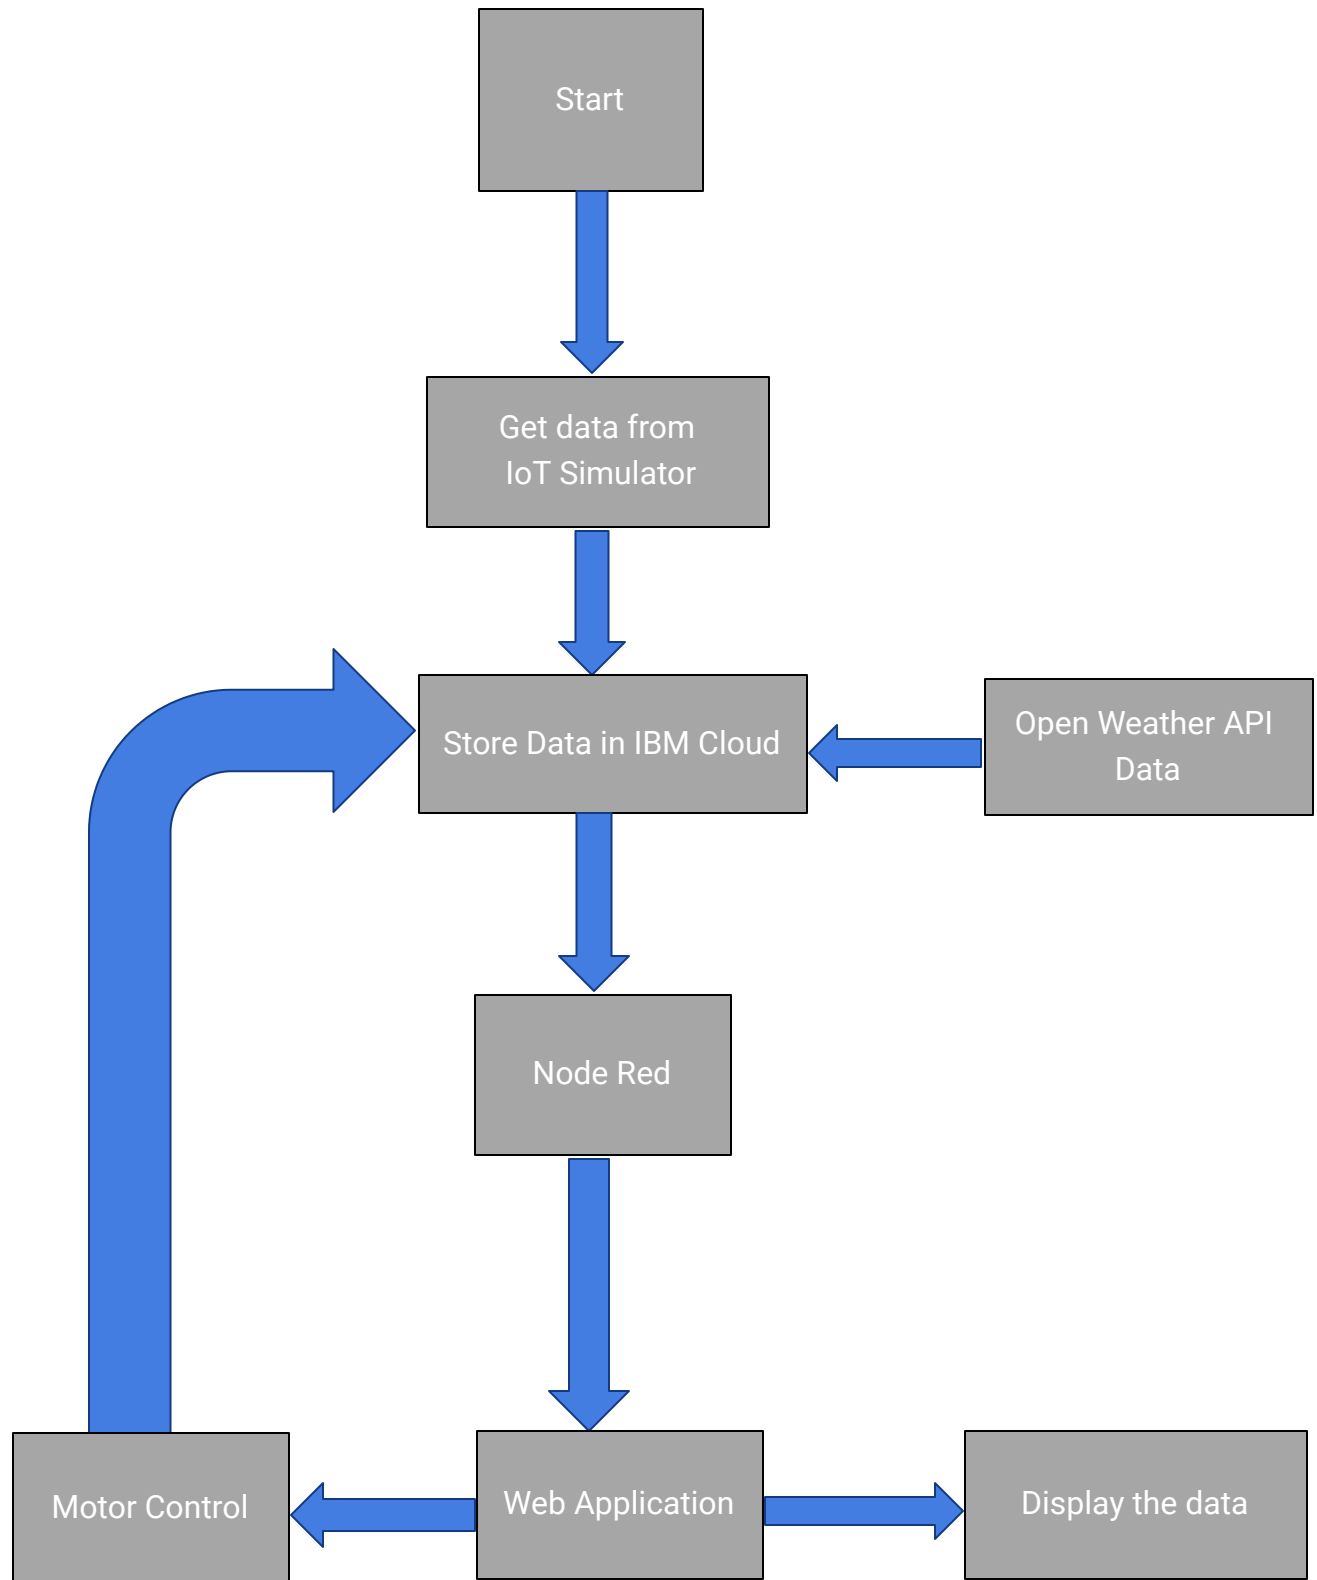 Start
Get data from
IoT Simulator
Store Data in IBM Cloud
Open Weather API
Data
Node Red
Motor Control
Web Application
Display the data